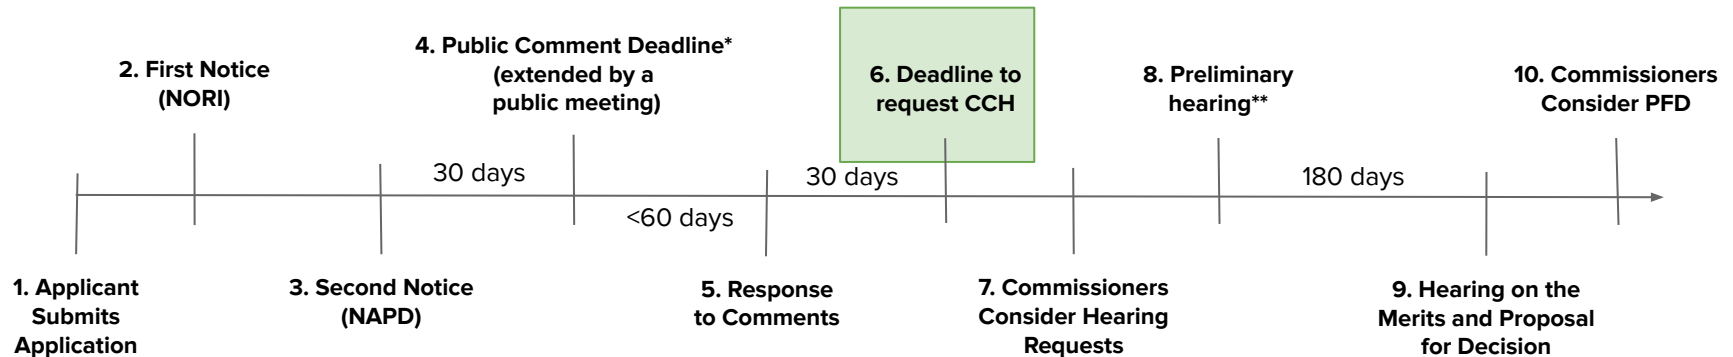 1. Applicant
Submits
Application
2. First Notice
(NORI)
3. Second Notice
(NAPD)
30 days
4. Public Comment Deadline*
(extended by a
public meeting)
<60 days
5. Response
to Comments
30 days
6. Deadline to
request CCH
7. Commissioners
Consider Hearing
Requests
8. Preliminary
hearing**
180 days
9. Hearing on the
Merits and Proposal
for Decision
10. Commissioners
Consider PFD